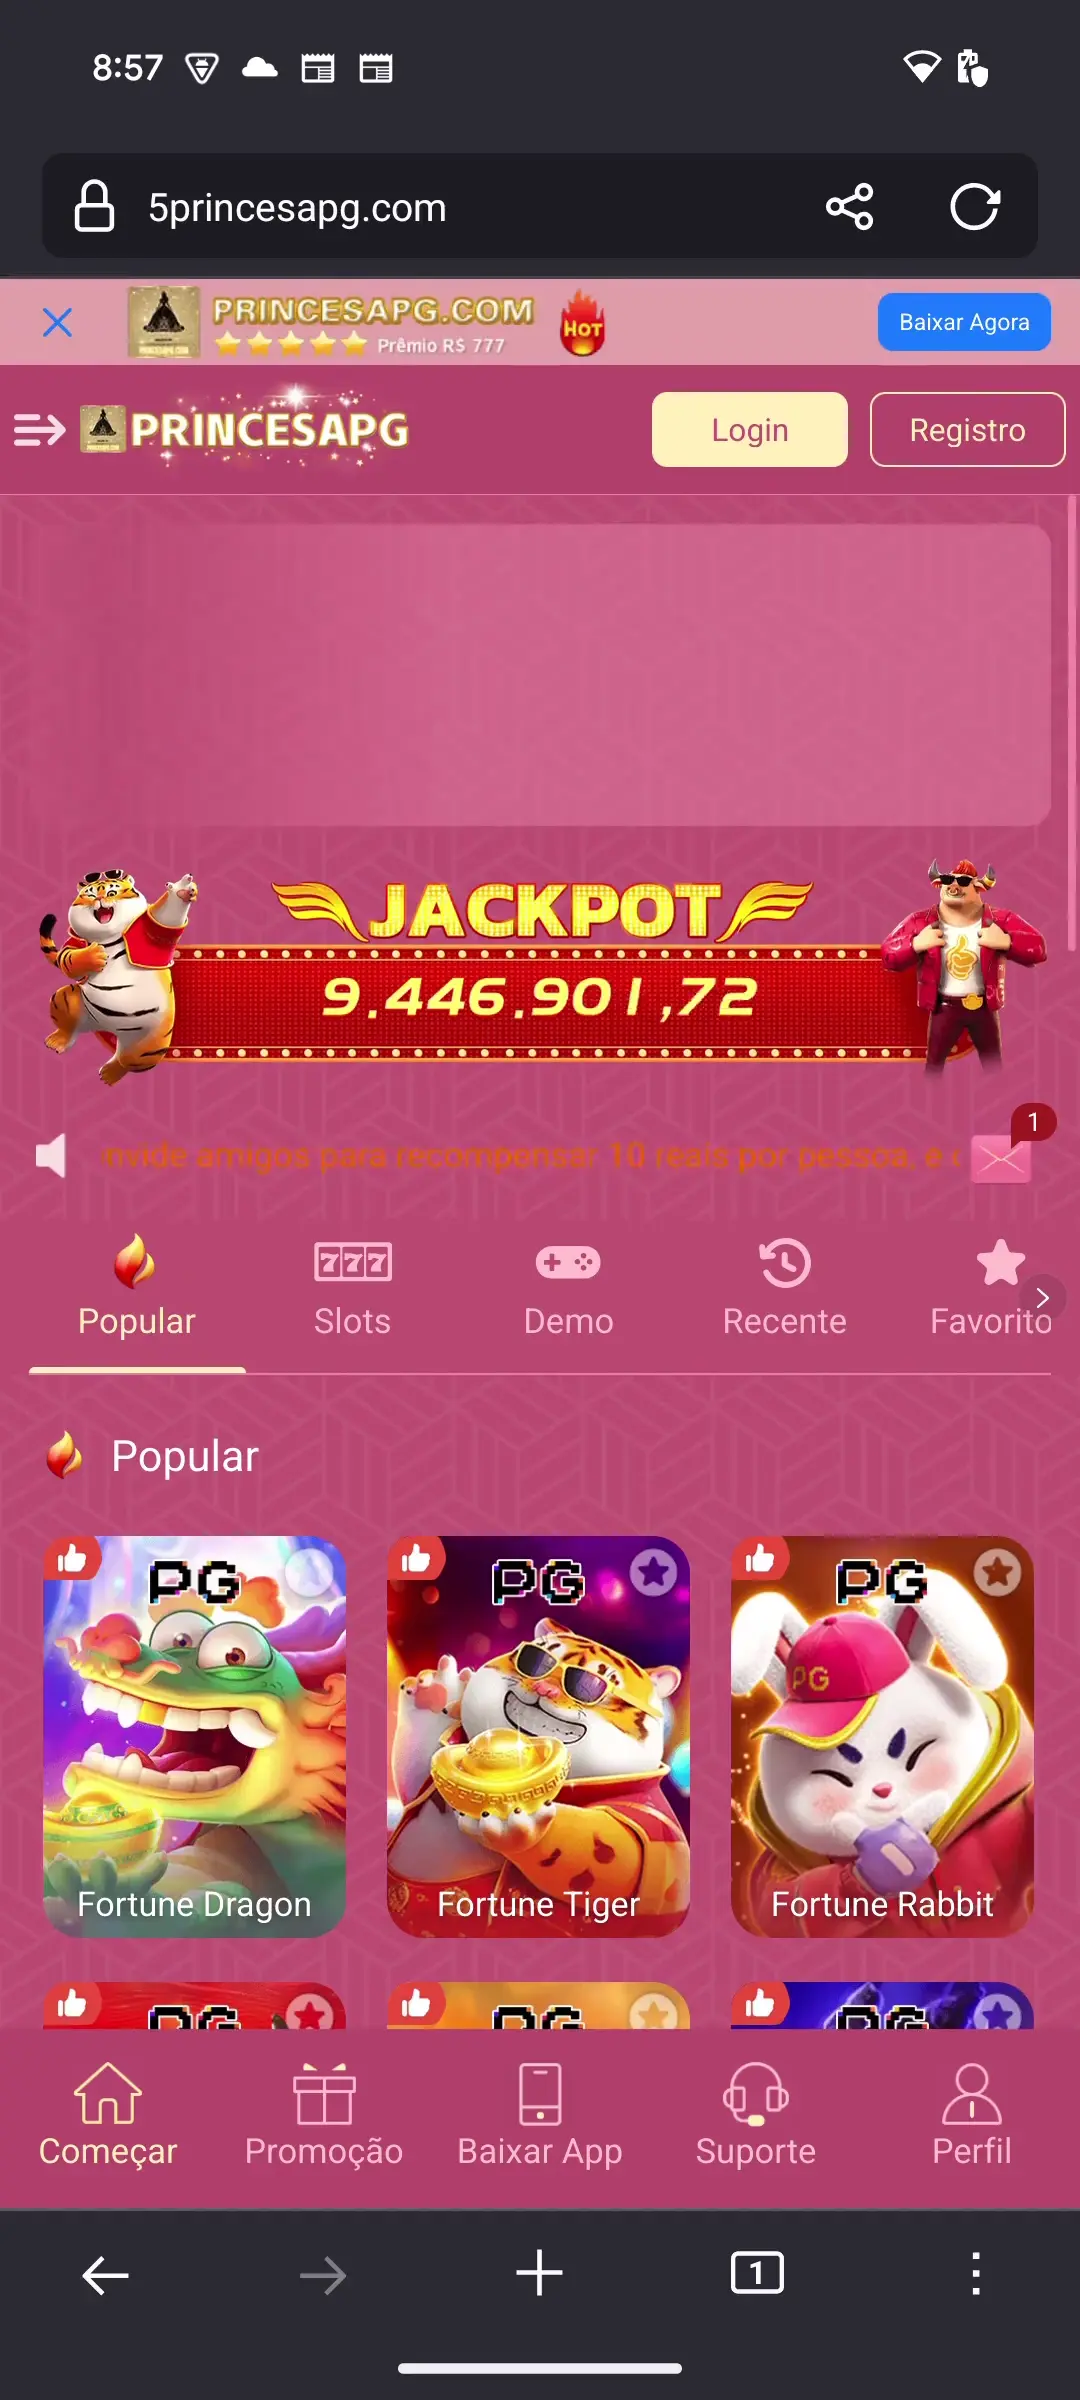 8:57
5princesapg.com
PRINCESAPG.COM
Prêmio R$ 777
HOT
Baixar Agora
PRINCESAPG
Login
Registro
JACKPOT
9.446.901,72
nvide amigos para recompensar 10 reais por pessoa, e
1
Popular
Slots
Demo
Recente
Favorito
Popular
PG
PG
PG
PG
Fortune Dragon
Fortune Tiger
Fortune Rabbit
PG
PG
PG
Começar
Promoção
Baixar App
Suporte
Perfil
1